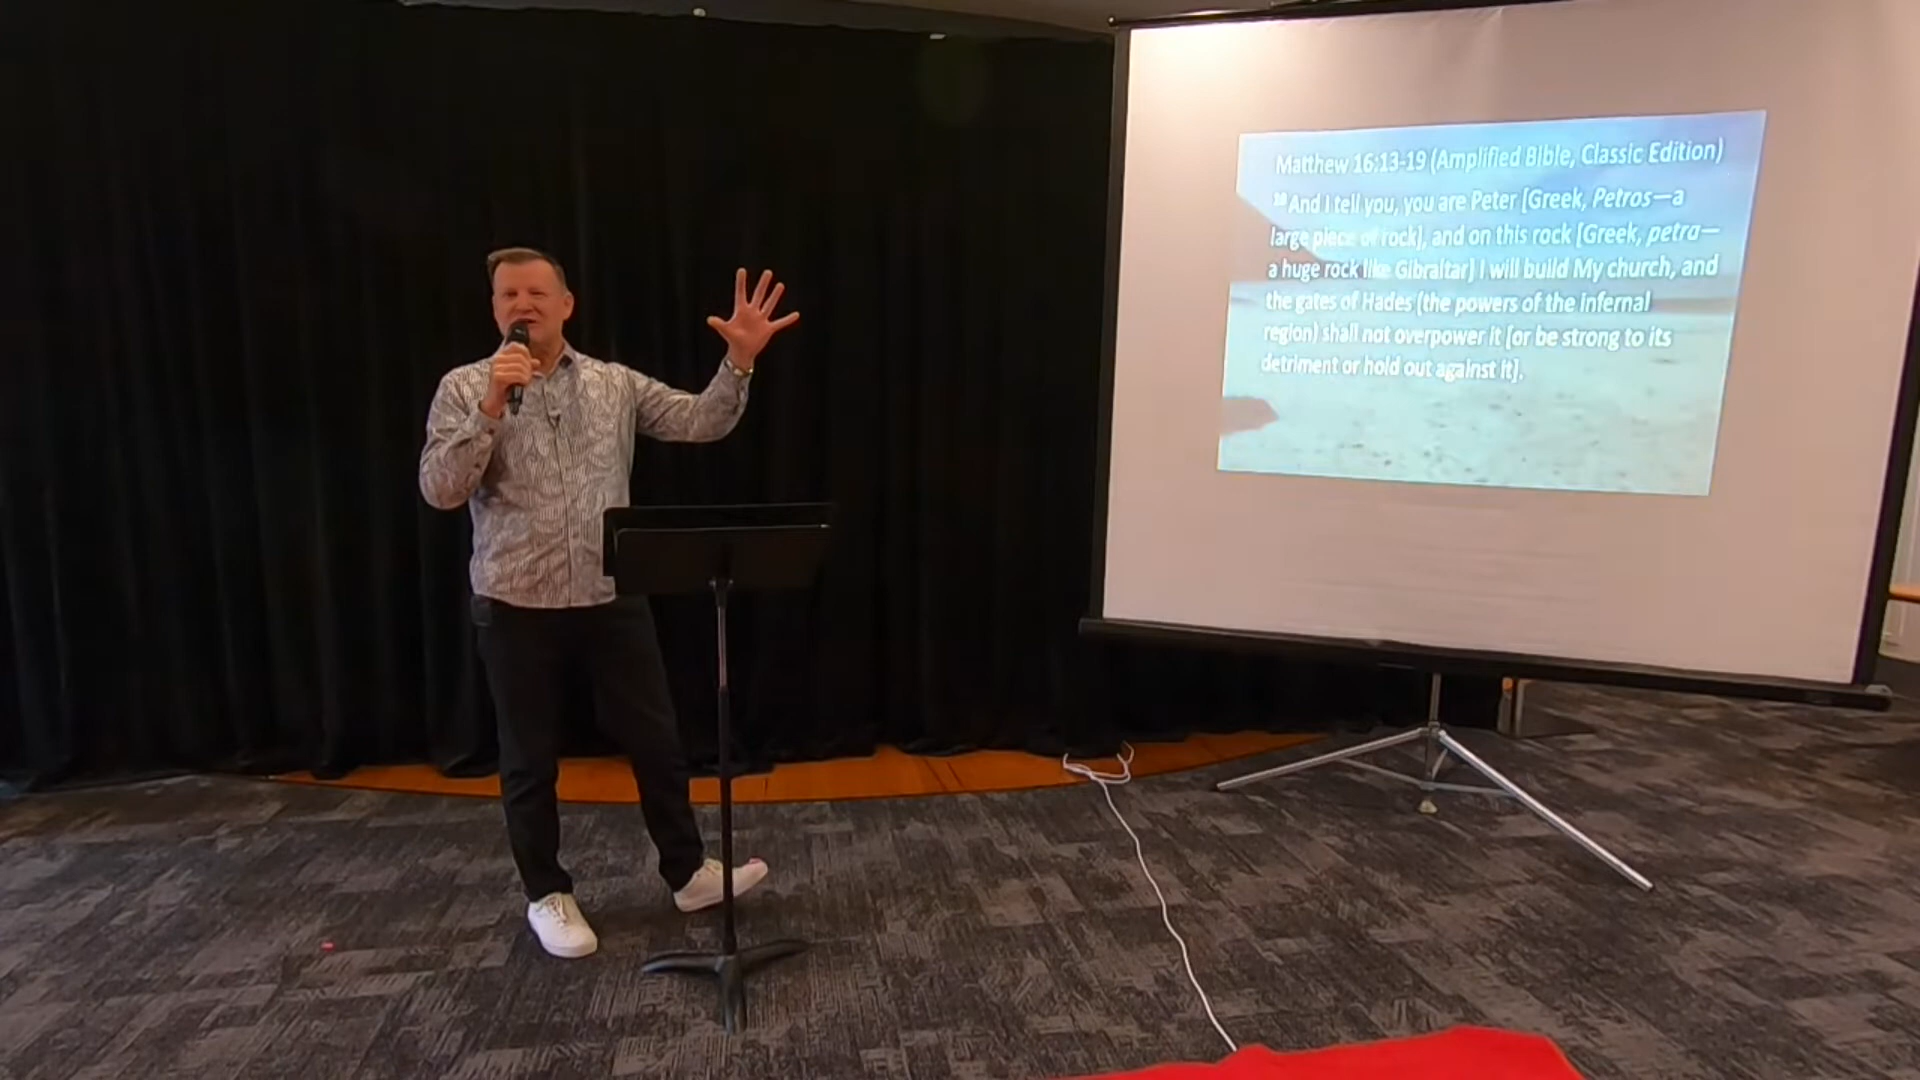 Matthew 16:13-19 (Amplified Bible, Classic Edition)
18 And I tell you, you are Peter [Greek, Petros—a
large piece of rock], and on this rock [Greek, petra—
a huge rock like Gibraltar] I will build My church, and
the gates of Hades (the powers of the infernal
region) shall not overpower it [or be strong to its
detriment or hold out against it].